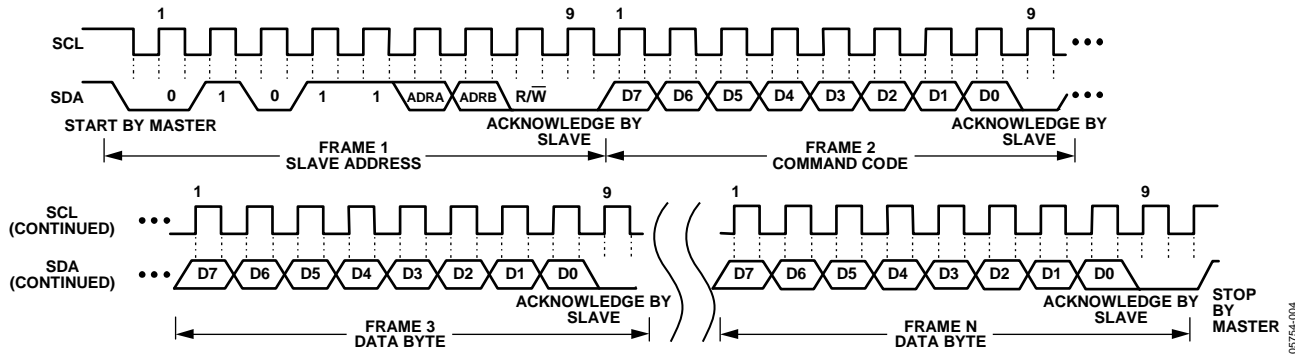 1 9 1 9
SCL
SDA 0 1 0 1 1 ADRA ADRB R/W̅ D7 D6 D5 D4 D3 D2 D1 D0
START BY MASTER ACKNOWLEDGE BY SLAVE ACKNOWLEDGE BY SLAVE
FRAME 1 SLAVE ADDRESS FRAME 2 COMMAND CODE
1 9 1 9
SCL (CONTINUED)
SDA (CONTINUED) D7 D6 D5 D4 D3 D2 D1 D0 D7 D6 D5 D4 D3 D2 D1 D0
ACKNOWLEDGE BY SLAVE ACKNOWLEDGE BY SLAVE STOP BY MASTER
FRAME 3 DATA BYTE FRAME N DATA BYTE
05754-004